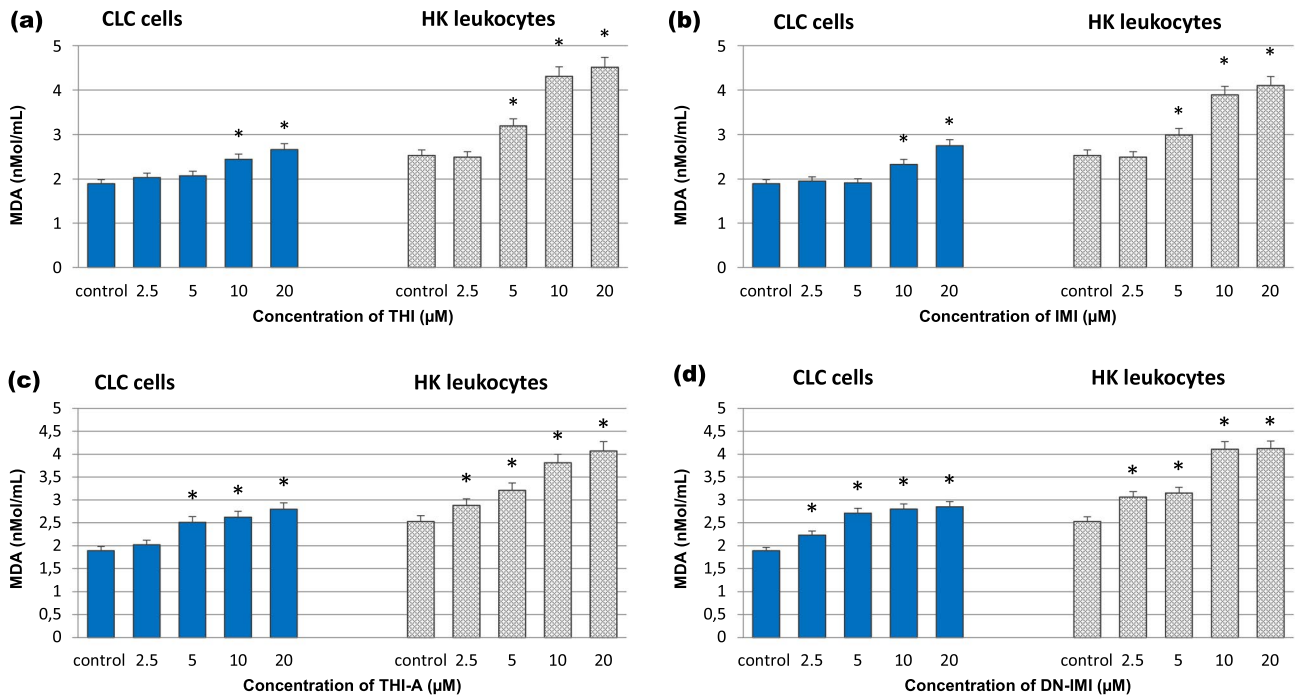 (a) CLC cells HK leukocytes
MDA (nMol/mL)
5
4
3
2
1
0
* * * * *
control 2.5 5 10 20 control 2.5 5 10 20
Concentration of THI (µM)
(b) CLC cells HK leukocytes
MDA (nMol/mL)
5
4
3
2
1
0
* * * * *
control 2.5 5 10 20 control 2.5 5 10 20
Concentration of IMI (µM)
(c) CLC cells HK leukocytes
MDA (nMol/mL)
5
4,5
4
3,5
3
2,5
2
1,5
1
0,5
0
* * * * * * *
control 2.5 5 10 20 control 2.5 5 10 20
Concentration of THI-A (µM)
(d) CLC cells HK leukocytes
MDA (nMol/mL)
5
4,5
4
3,5
3
2,5
2
1,5
1
0,5
0
* * * * * * * *
control 2.5 5 10 20 control 2.5 5 10 20
Concentration of DN-IMI (µM)